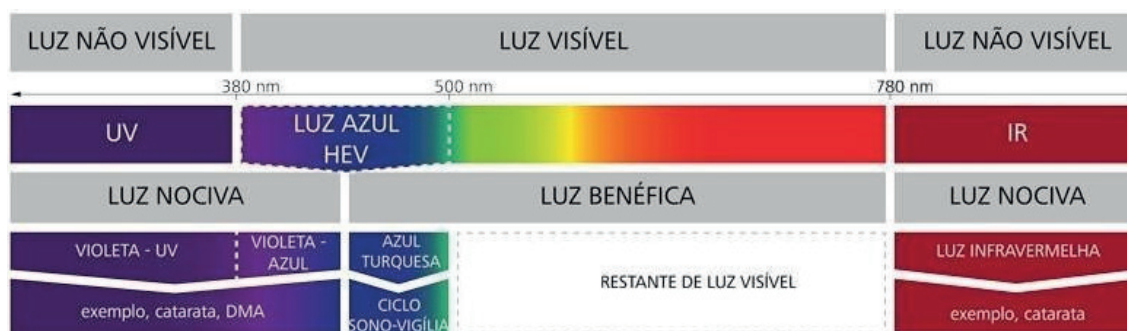 LUZ NÃO VISÍVEL
LUZ VISÍVEL
LUZ NÃO VISÍVEL
380 nm
500 nm
780 nm
UV
LUZ AZUL
HEV
IR
LUZ NOCIVA
LUZ BENÉFICA
LUZ NOCIVA
VIOLETA - UV
VIOLETA -
AZUL
AZUL
TURQUESA
RESTANTE DE LUZ VISÍVEL
LUZ INFRAVERMELHA
exemplo, catarata, DMA
CICLO
SONO-VIGÍLIA
exemplo, catarata